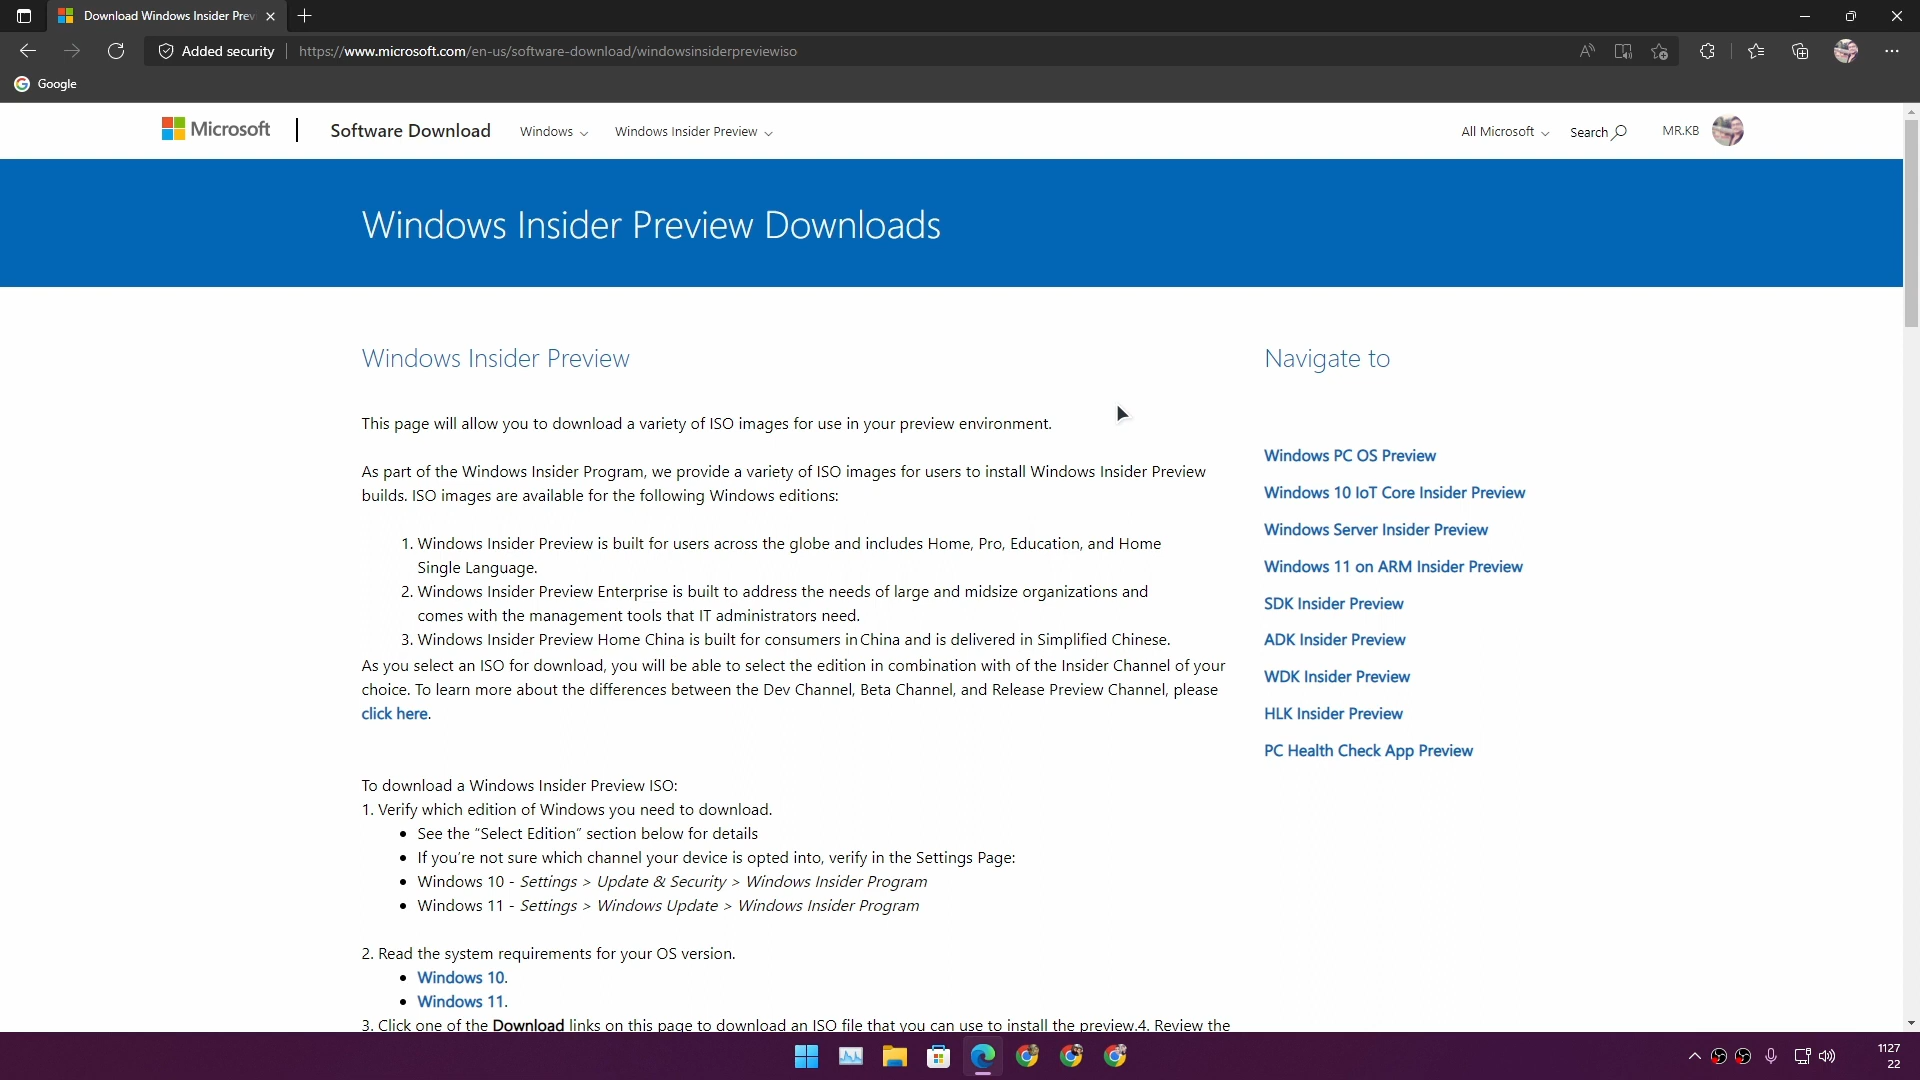 Download Windows Insider Prev
Added security
https://www.microsoft.com/en-us/software-download/windowsinsiderpreviewiso
Google
Microsoft
Software Download
Windows
Windows Insider Preview
All Microsoft
Search
MR.KB
Windows Insider Preview Downloads
Windows Insider Preview
This page will allow you to download a variety of ISO images for use in your preview environment.
As part of the Windows Insider Program, we provide a variety of ISO images for users to install Windows Insider Preview
builds. ISO images are available for the following Windows editions:
1. Windows Insider Preview is built for users across the globe and includes Home, Pro, Education, and Home
Single Language.
2. Windows Insider Preview Enterprise is built to address the needs of large and midsize organizations and
comes with the management tools that IT administrators need.
3. Windows Insider Preview Home China is built for consumers in China and is delivered in Simplified Chinese.
As you select an ISO for download, you will be able to select the edition in combination with of the Insider Channel of your
choice. To learn more about the differences between the Dev Channel, Beta Channel, and Release Preview Channel, please
click here.
To download a Windows Insider Preview ISO:
1. Verify which edition of Windows you need to download.
• See the “Select Edition” section below for details
• If you’re not sure which channel your device is opted into, verify in the Settings Page:
• Windows 10 - Settings > Update & Security > Windows Insider Program
• Windows 11 - Settings > Windows Update > Windows Insider Program
2. Read the system requirements for your OS version.
• Windows 10.
• Windows 11.
3. Click one of the Download links on this page to download an ISO file that you can use to install the preview.4. Review the
Navigate to
Windows PC OS Preview
Windows 10 IoT Core Insider Preview
Windows Server Insider Preview
Windows 11 on ARM Insider Preview
SDK Insider Preview
ADK Insider Preview
WDK Insider Preview
HLK Insider Preview
PC Health Check App Preview
1127
22